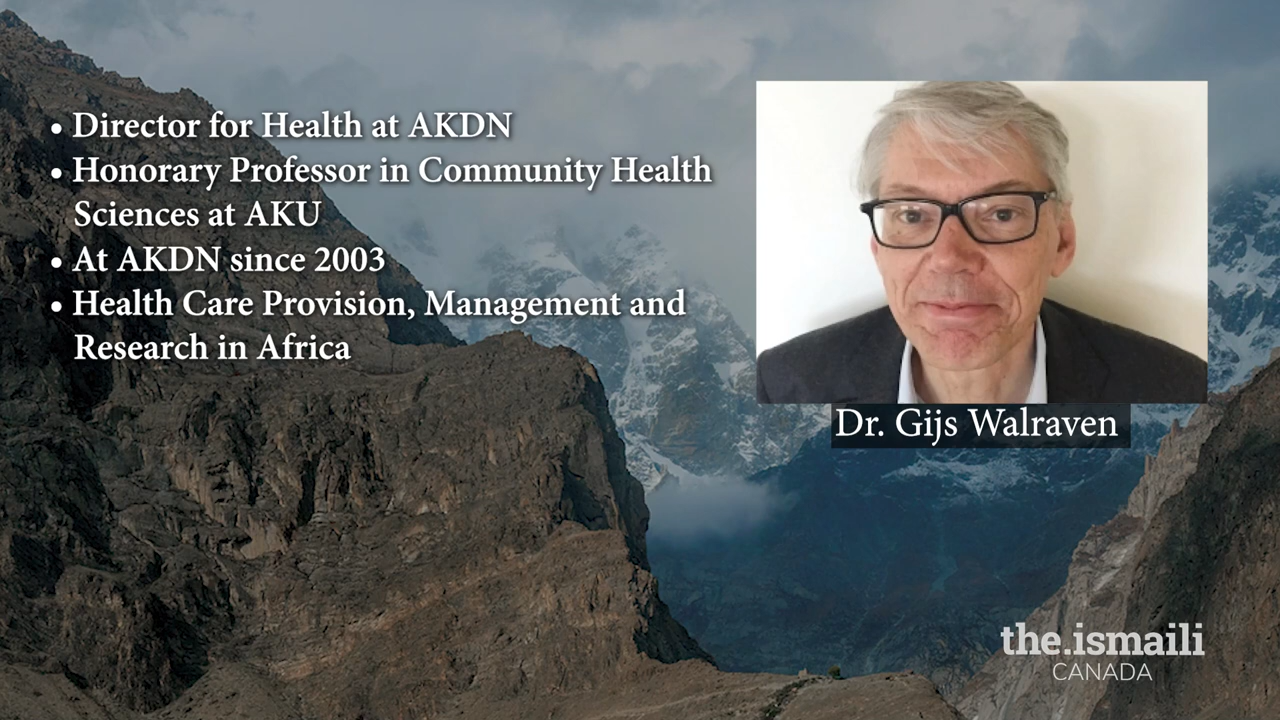 • Director for Health at AKDN
• Honorary Professor in Community Health
Sciences at AKU
• At AKDN since 2003
• Health Care Provision, Management and
Research in Africa
Dr. Gijs Walraven
the.ismaili
CANADA